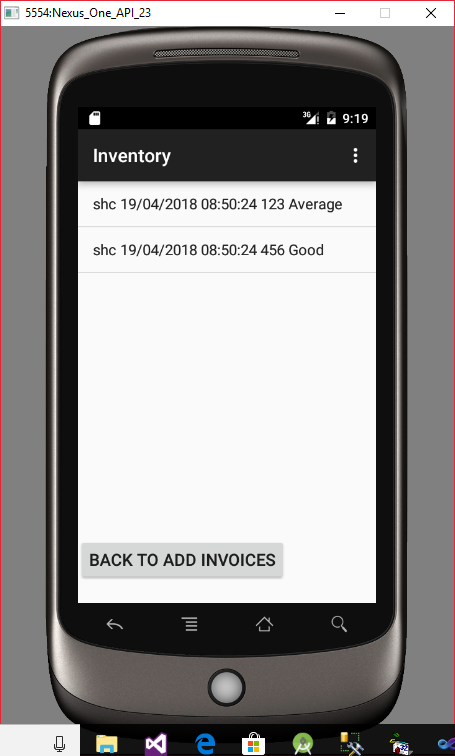 5554:Nexus_One_API_23
3G 9:19
Inventory
shc 19/04/2018 08:50:24 123 Average
shc 19/04/2018 08:50:24 456 Good
BACK TO ADD INVOICES